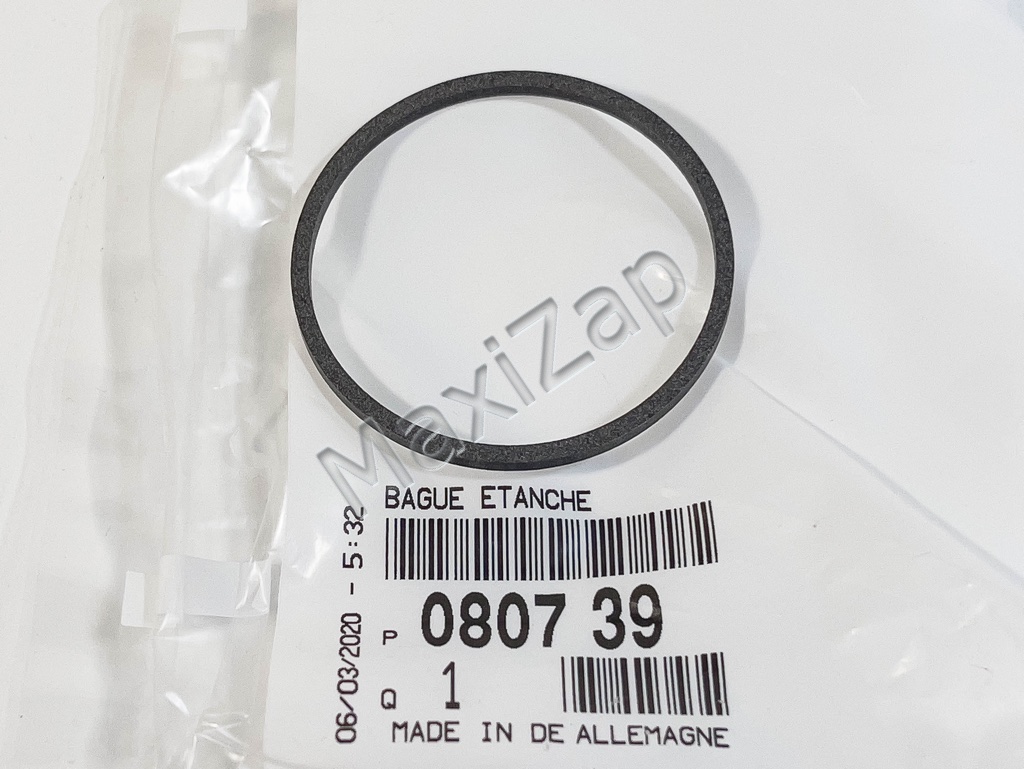 MaxiZap
BAGUE ETANCHE
P 0807 39
Q 1
MADE IN DE ALLEMAGNE
06/03/2020 - 5:32